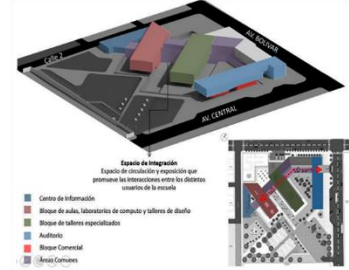 Calle 2
AV. BOLIVAR
AV. CENTRAL
Espacio de Integración
Espacio de circulación y exposición que
promueve las interacciones entre los distintos
usuarios de la escuela
Centro de Información
Bloque de aulas, laboratorios de computo y talleres de diseño
Bloque de talleres especializados
Auditorio
Bloque Comercial
Áreas Comunes